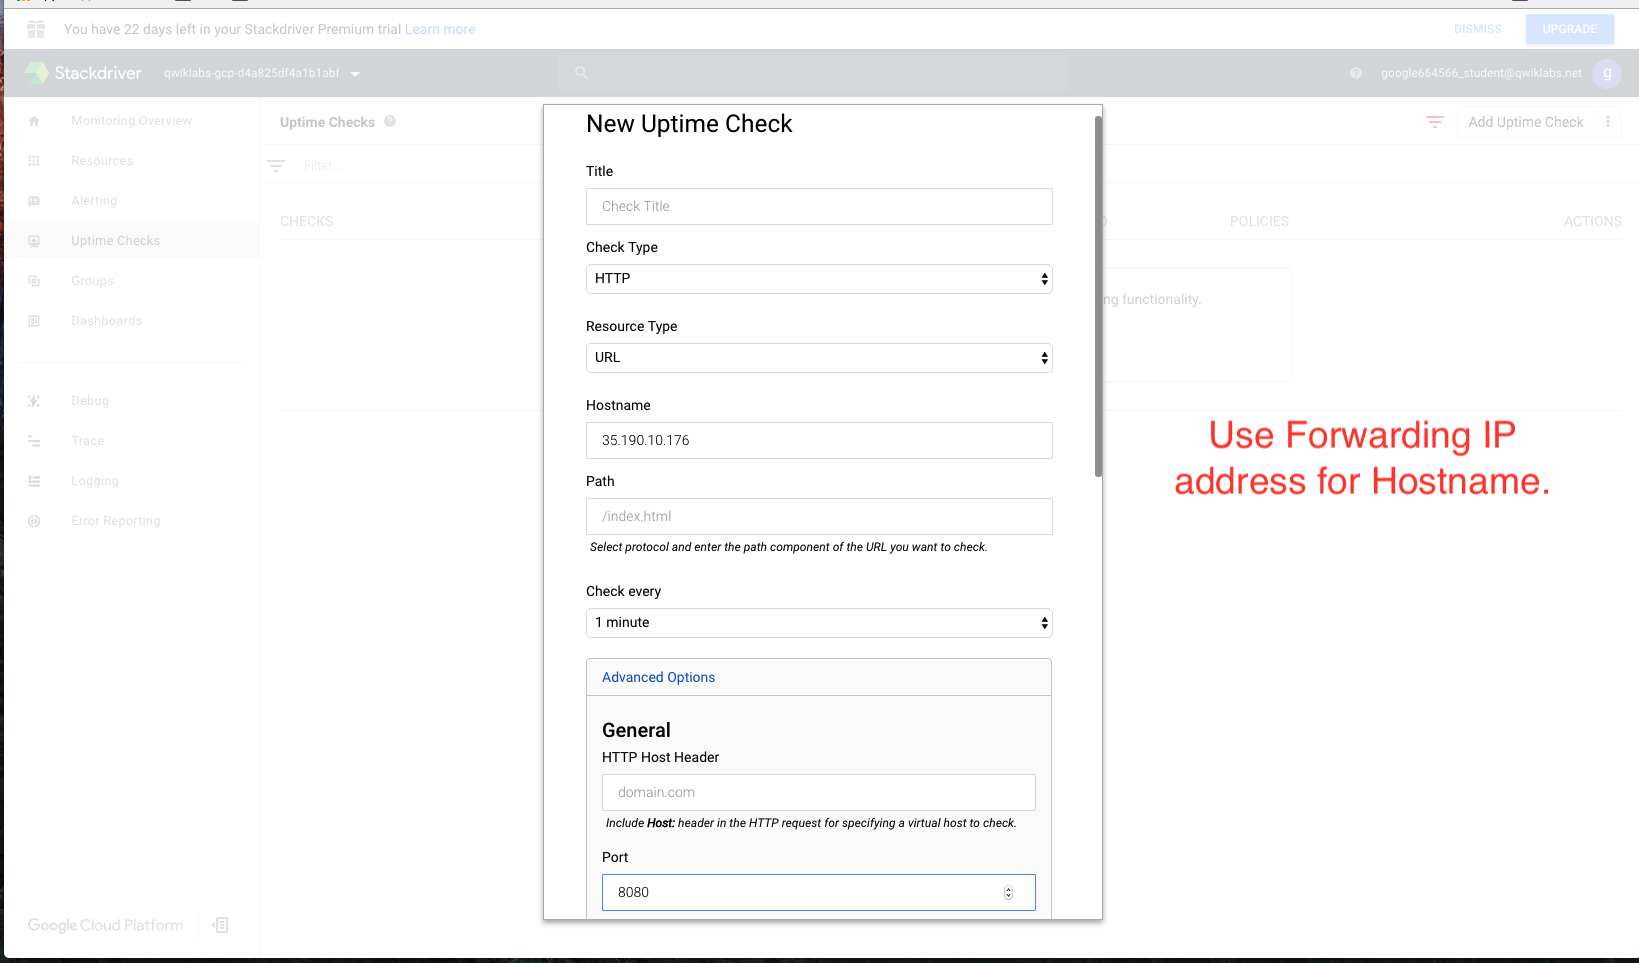 You have 22 days left in your Stackdriver Premium trial Learn more
DISMISS
UPGRADE
Stackdriver
qwiklabs-gcp-d4a825df4a1b1abf
google664566_student@qwiklabs.net
g
Monitoring Overview
Resources
Alerting
Uptime Checks
Groups
Dashboards
Debug
Trace
Logging
Error Reporting
Google Cloud Platform
Uptime Checks
Add Uptime Check
Filter...
CHECKS
POLICIES
ACTIONS
functionality.
New Uptime Check
Title
Check Title
Check Type
HTTP
Resource Type
URL
Hostname
35.190.10.176
Path
/index.html
Select protocol and enter the path component of the URL you want to check.
Check every
1 minute
Advanced Options
General
HTTP Host Header
domain.com
Include Host: header in the HTTP request for specifying a virtual host to check.
Port
8080
Use Forwarding IP
address for Hostname.